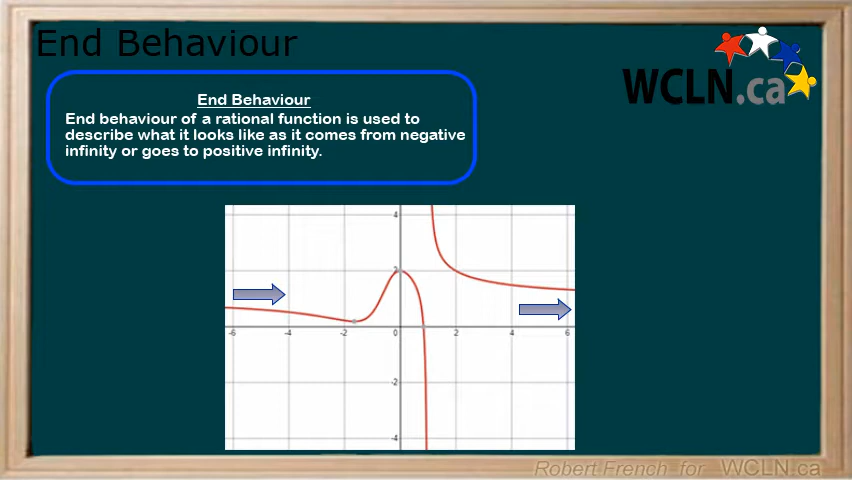 End Behaviour
WCLN.ca
End Behaviour
End behaviour of a rational function is used to
describe what it looks like as it comes from negative
infinity or goes to positive infinity.
4
2
-6 -4 -2 0 2 4 6
-2
-4
Robert French for WCLN.ca